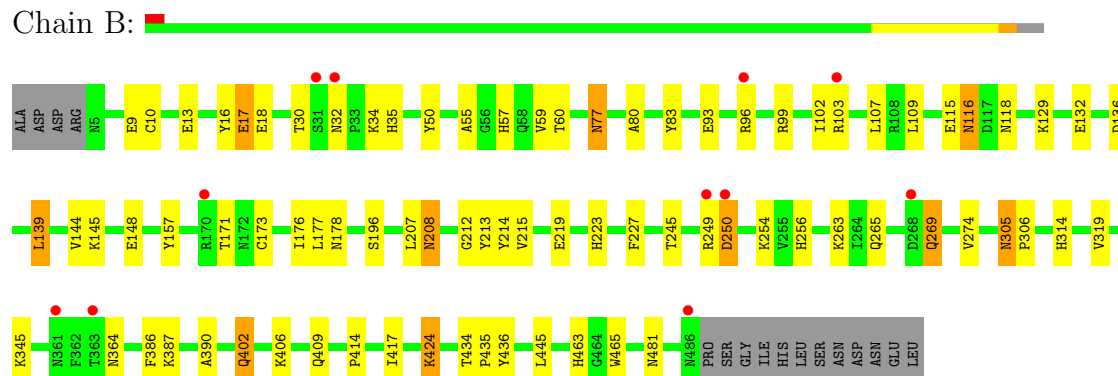 Chain B:
ALA ASP ASP ARG N5 E9 C10 E13 Y16 E17 E18 T30 S31 N32 P33 K34 H35 Y50 A55 G56 H57 Q58 V59 T60 N77 A80 Y83 E93 R96 R99 I102 R103 L107 R108 L109 E115 N116 D117 N118 K129 E132 D136
L139 V144 K145 E148 Y157 R170 T171 N172 C173 I176 L177 N178 S196 L207 N208 G212 Y213 Y214 V215 E219 H223 F227 T245 R249 D250 K254 V255 H256 K263 I264 Q265 D268 Q269 V274 N305 P306 H314 V319
K345 N361 F362 T363 N364 F386 K387 A390 Q402 K406 Q409 P414 I417 K424 T434 P435 Y436 L445 H463 G464 W465 N481 N486 PRO SER GLY ILE HIS LEU SER ASN ASP ASN GLU LEU